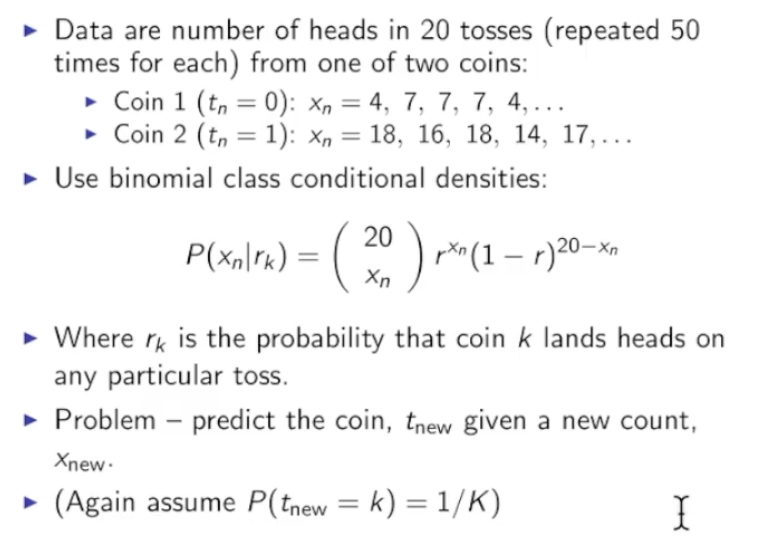 ▶ Data are number of heads in 20 tosses (repeated 50
times for each) from one of two coins:
▶ Coin 1 (tₙ = 0): xₙ = 4, 7, 7, 7, 4,...
▶ Coin 2 (tₙ = 1): xₙ = 18, 16, 18, 14, 17,...
▶ Use binomial class conditional densities:
P(xₙ|rₖ) = (20 xₙ) r^{xₙ}(1 − r)^{20−xₙ}
▶ Where rₖ is the probability that coin k lands heads on
any particular toss.
▶ Problem – predict the coin, t_new given a new count,
x_new.
▶ (Again assume P(t_new = k) = 1/K)